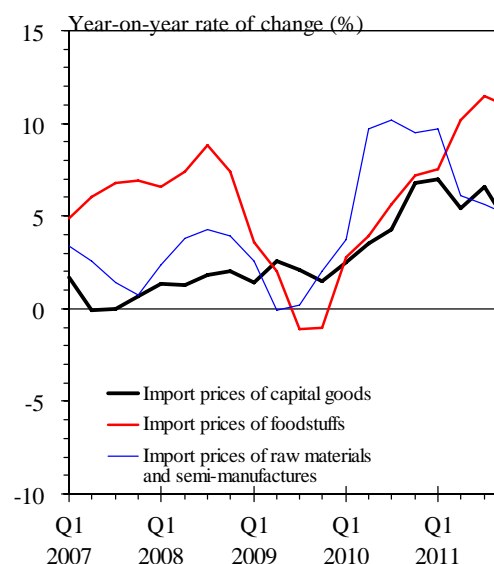 Year-on-year rate of change (%)
15
10
5
0
-5
-10
Import prices of capital goods
Import prices of foodstuffs
Import prices of raw materials
and semi-manufactures
Q1 Q1 Q1 Q1 Q1
2007 2008 2009 2010 2011